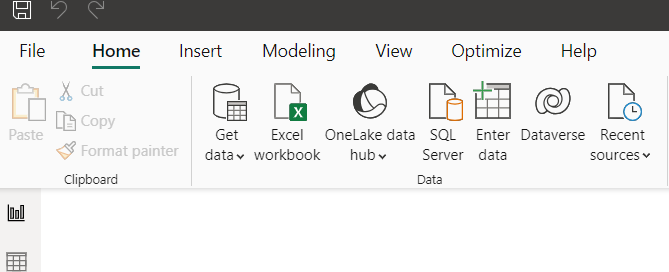 File Home Insert Modeling View Optimize Help
Paste
Cut
Copy
Format painter
Clipboard
Get
data
Excel
workbook
OneLake data
hub
SQL
Server
Enter
data
Dataverse
Recent
sources
Data